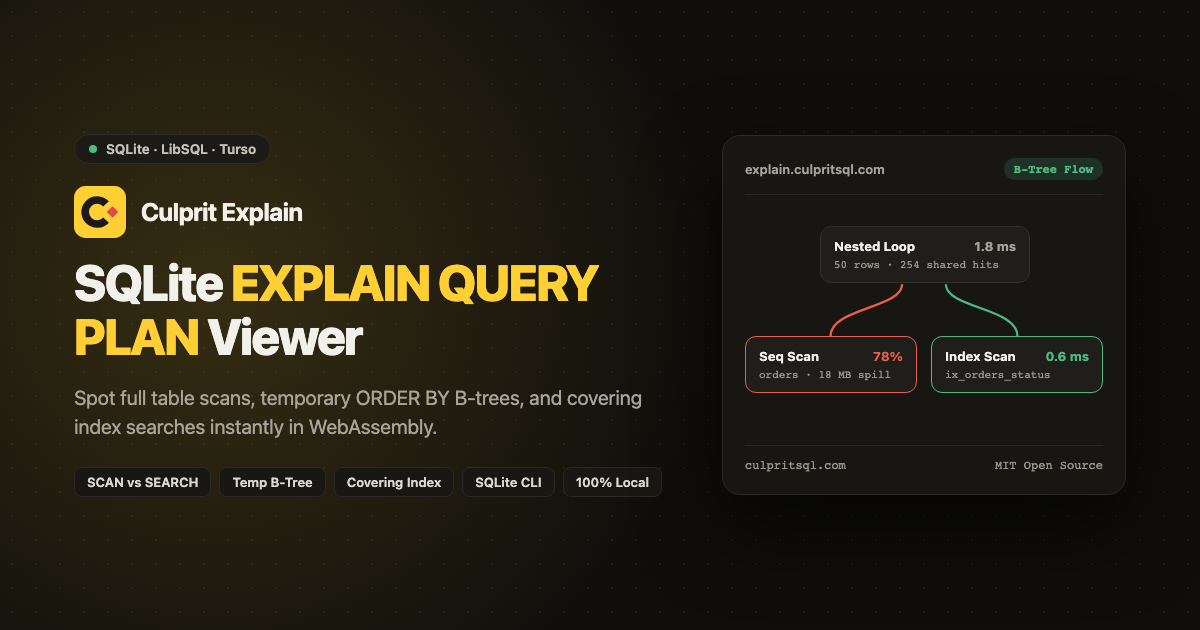 SQLite · LibSQL · Turso
Culprit Explain
SQLite EXPLAIN QUERY
PLAN Viewer
Spot full table scans, temporary ORDER BY B-trees, and covering
index searches instantly in WebAssembly.
SCAN vs SEARCH
Temp B-Tree
Covering Index
SQLite CLI
100% Local
explain.culpritsql.com
B-Tree Flow
Nested Loop 1.8 ms
50 rows · 254 shared hits
Seq Scan 78%
orders · 18 MB spill
Index Scan 0.6 ms
ix_orders_status
culpritsql.com
MIT Open Source